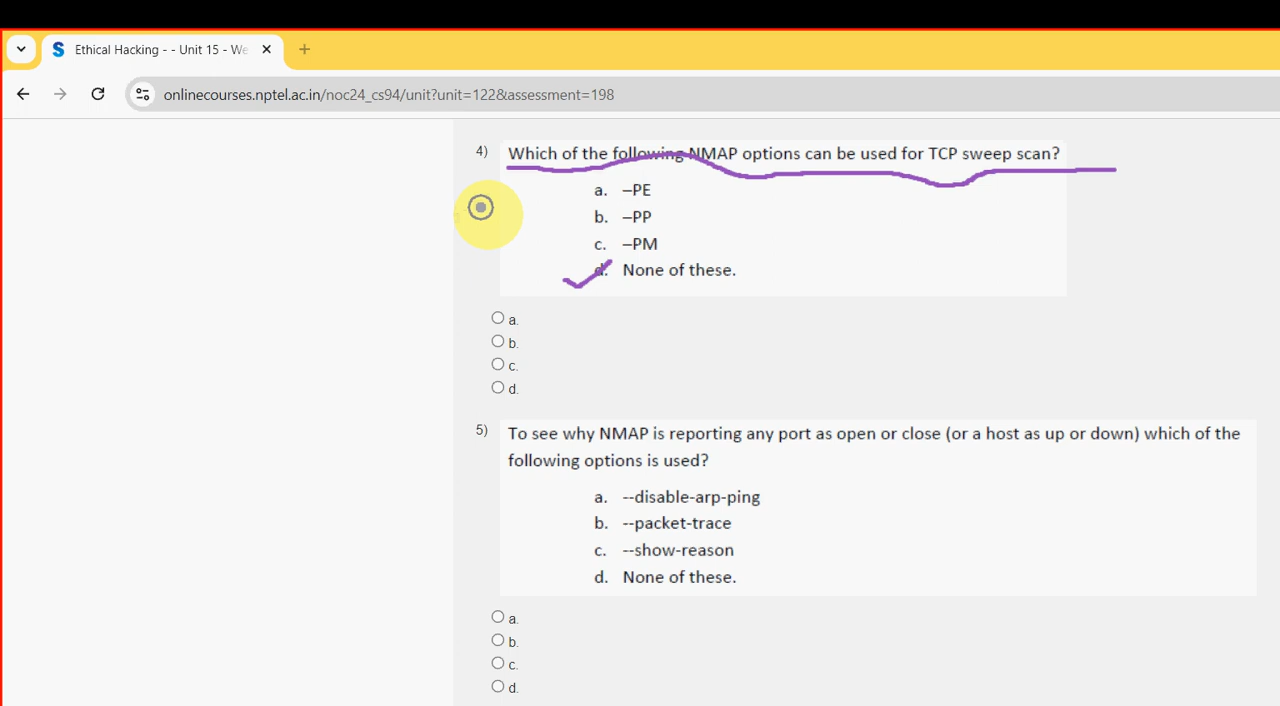 Ethical Hacking - - Unit 15 - We
onlinecourses.nptel.ac.in/noc24_cs94/unit?unit=122&assessment=198
4) Which of the following NMAP options can be used for TCP sweep scan?
a. –PE
b. –PP
c. –PM
d. None of these.
a.
b.
c.
d.
5) To see why NMAP is reporting any port as open or close (or a host as up or down) which of the
following options is used?
a. --disable-arp-ping
b. --packet-trace
c. --show-reason
d. None of these.
a.
b.
c.
d.